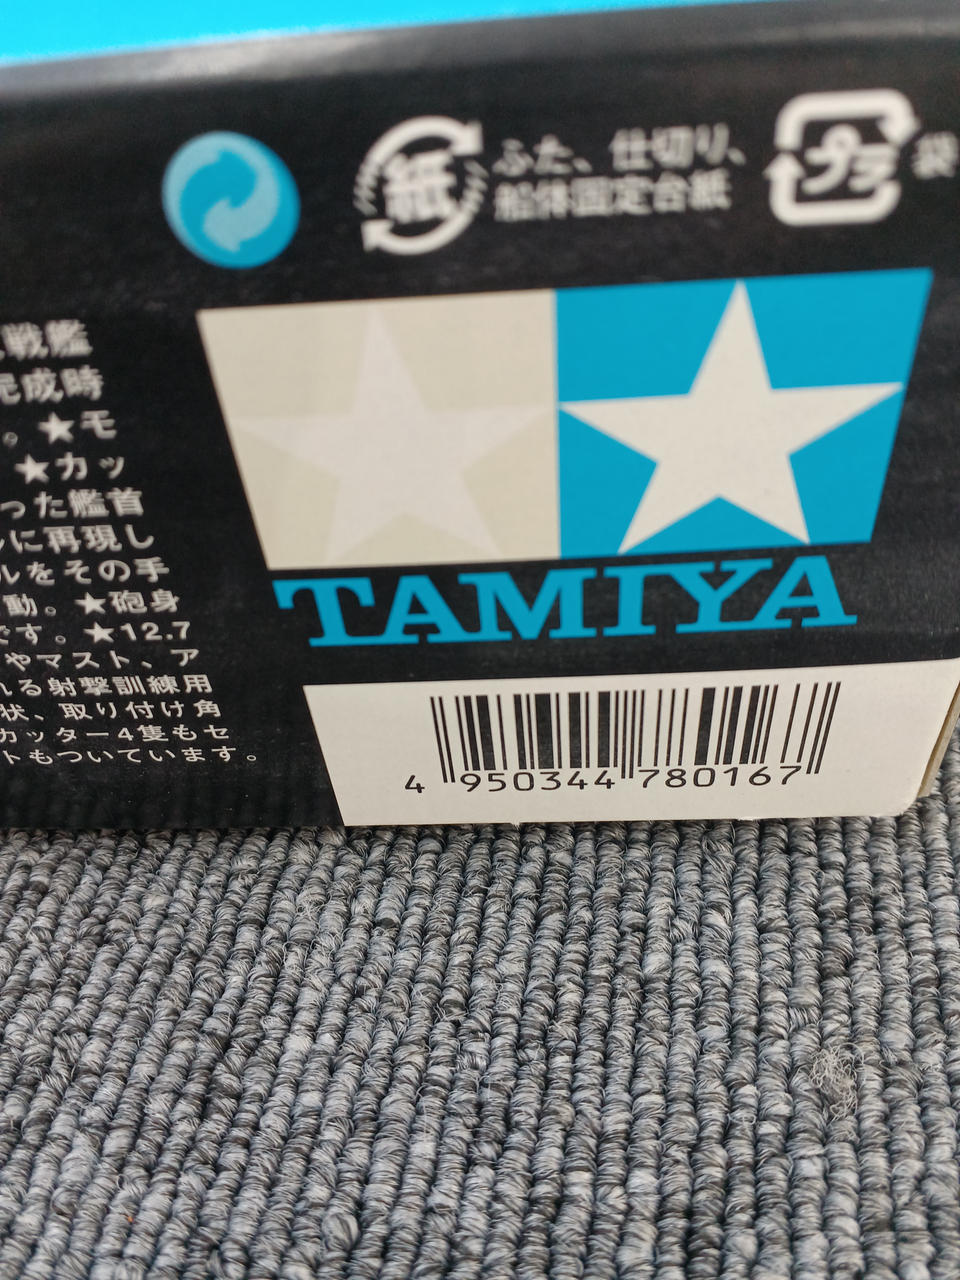 紙
ふた、仕切り、
船体固定台紙
プラ
袋
戦艦
完成時
。★モ
★カッ
った艦首
に再現し
ルをその手
動。★砲身
です。★12.7
やマスト、ア
れる射撃訓練用
状、取り付け角
カッター4隻もセ
トもついています。
TAMIYA
4 950344 780167